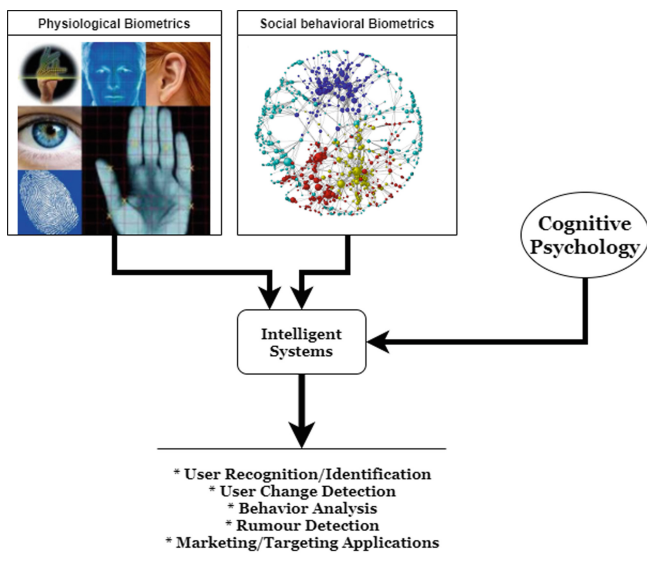 Physiological Biometrics
Social behavioral Biometrics
Cognitive
Psychology
Intelligent
Systems
* User Recognition/Identification
* User Change Detection
* Behavior Analysis
* Rumour Detection
* Marketing/Targeting Applications